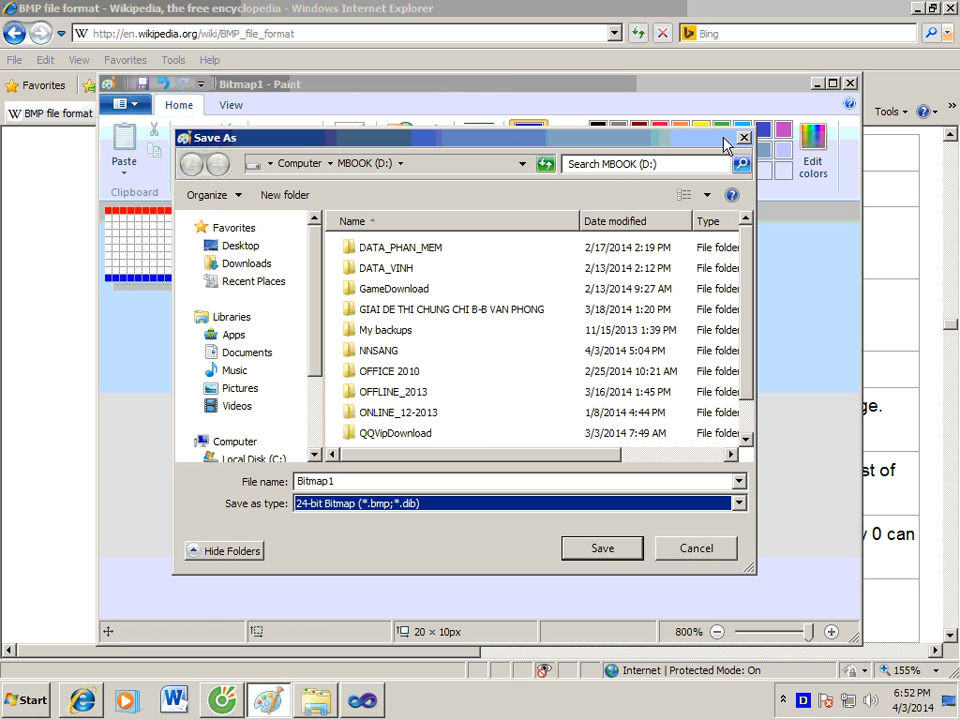 BMP file format - Wikipedia, the free encyclopedia - Windows Internet Explorer
http://en.wikipedia.org/wiki/BMP_file_format
Bing
File Edit View Favorites Tools Help
Favorites
Bitmap1 - Paint
BMP file format
Home View
Tools
Paste
Clipboard
Edit colors
Save As
Computer MBOOK (D:)
Search MBOOK (D:)
Organize New folder
Name Date modified Type
Favorites
Desktop
Downloads
Recent Places
Libraries
Apps
Documents
Music
Pictures
Videos
Computer
Local Disk (C:)
DATA_PHAN_MEM 2/17/2014 2:19 PM File folder
DATA_VINH 2/13/2014 2:12 PM File folder
GameDownload 2/13/2014 9:27 AM File folder
GIAI DE THI CHUNG CHI B-B VAN PHONG 3/18/2014 1:20 PM File folder
My backups 11/15/2013 1:39 PM File folder
NNSANG 4/3/2014 5:04 PM File folder
OFFICE 2010 2/25/2014 10:21 AM File folder
OFFLINE_2013 3/16/2014 1:45 PM File folder
ONLINE_12-2013 1/8/2014 4:44 PM File folder
QQVipDownload 3/3/2014 7:49 AM File folder
ge.
st of
y 0 can
File name: Bitmap1
Save as type: 24-bit Bitmap (*.bmp;*.dib)
Hide Folders Save Cancel
20 × 10px 800%
Internet | Protected Mode: On 155%
Start 6:52 PM
4/3/2014